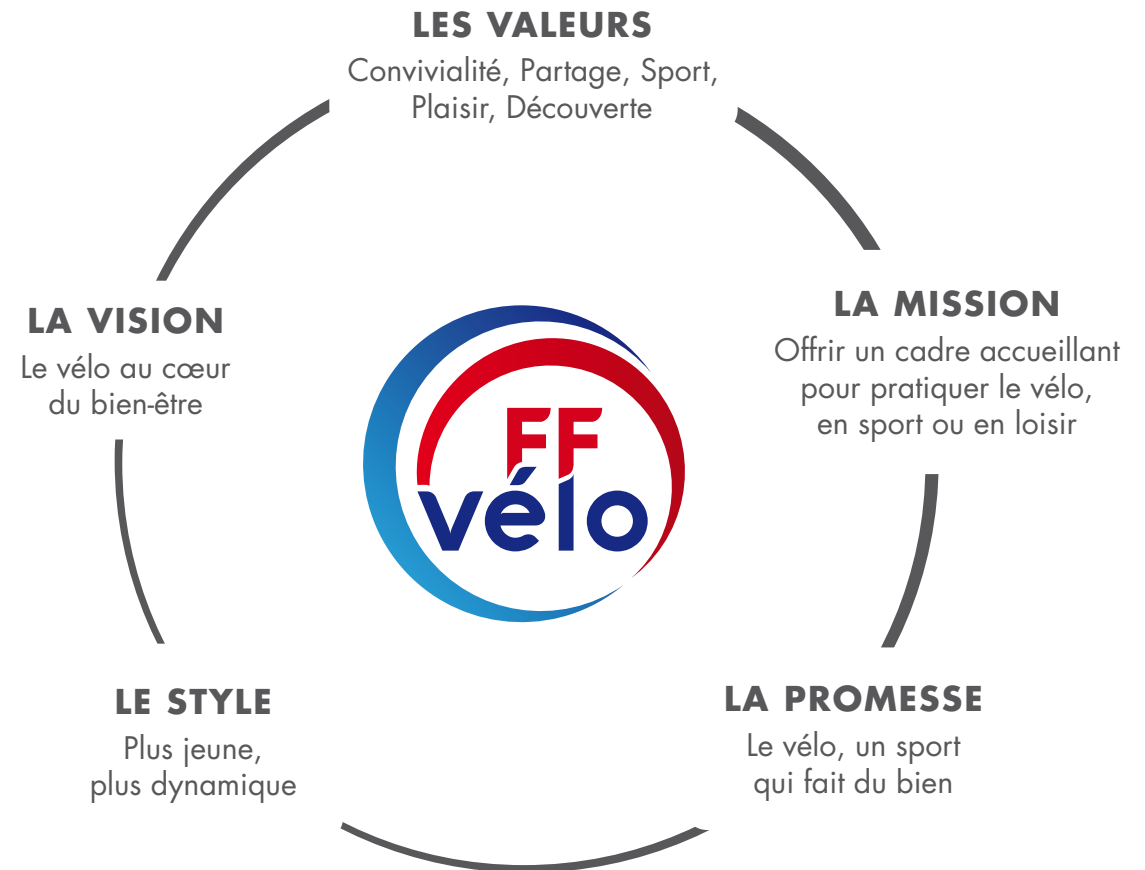 LES VALEURS
Convivialité, Partage, Sport,
Plaisir, Découverte
LA VISION
Le vélo au cœur
du bien-être
LA MISSION
Offrir un cadre accueillant
pour pratiquer le vélo,
en sport ou en loisir
FF
vélo
LE STYLE
Plus jeune,
plus dynamique
LA PROMESSE
Le vélo, un sport
qui fait du bien